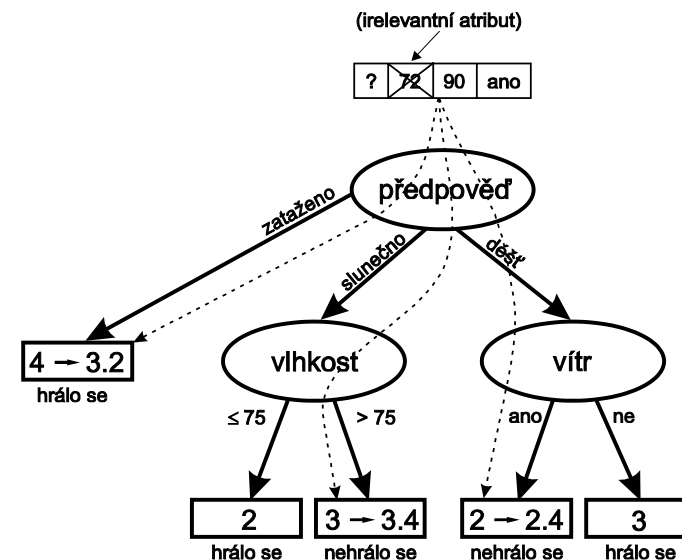 (irelevantní atribut)
? 72 90 ano
předpověď
zataženo
slunečno
déšť
4 → 3.2
hrálo se
vlhkost
vítr
≤ 75
> 75
ano
ne
2
3 → 3.4
2 → 2.4
3
hrálo se
nehrálo se
nehrálo se
hrálo se